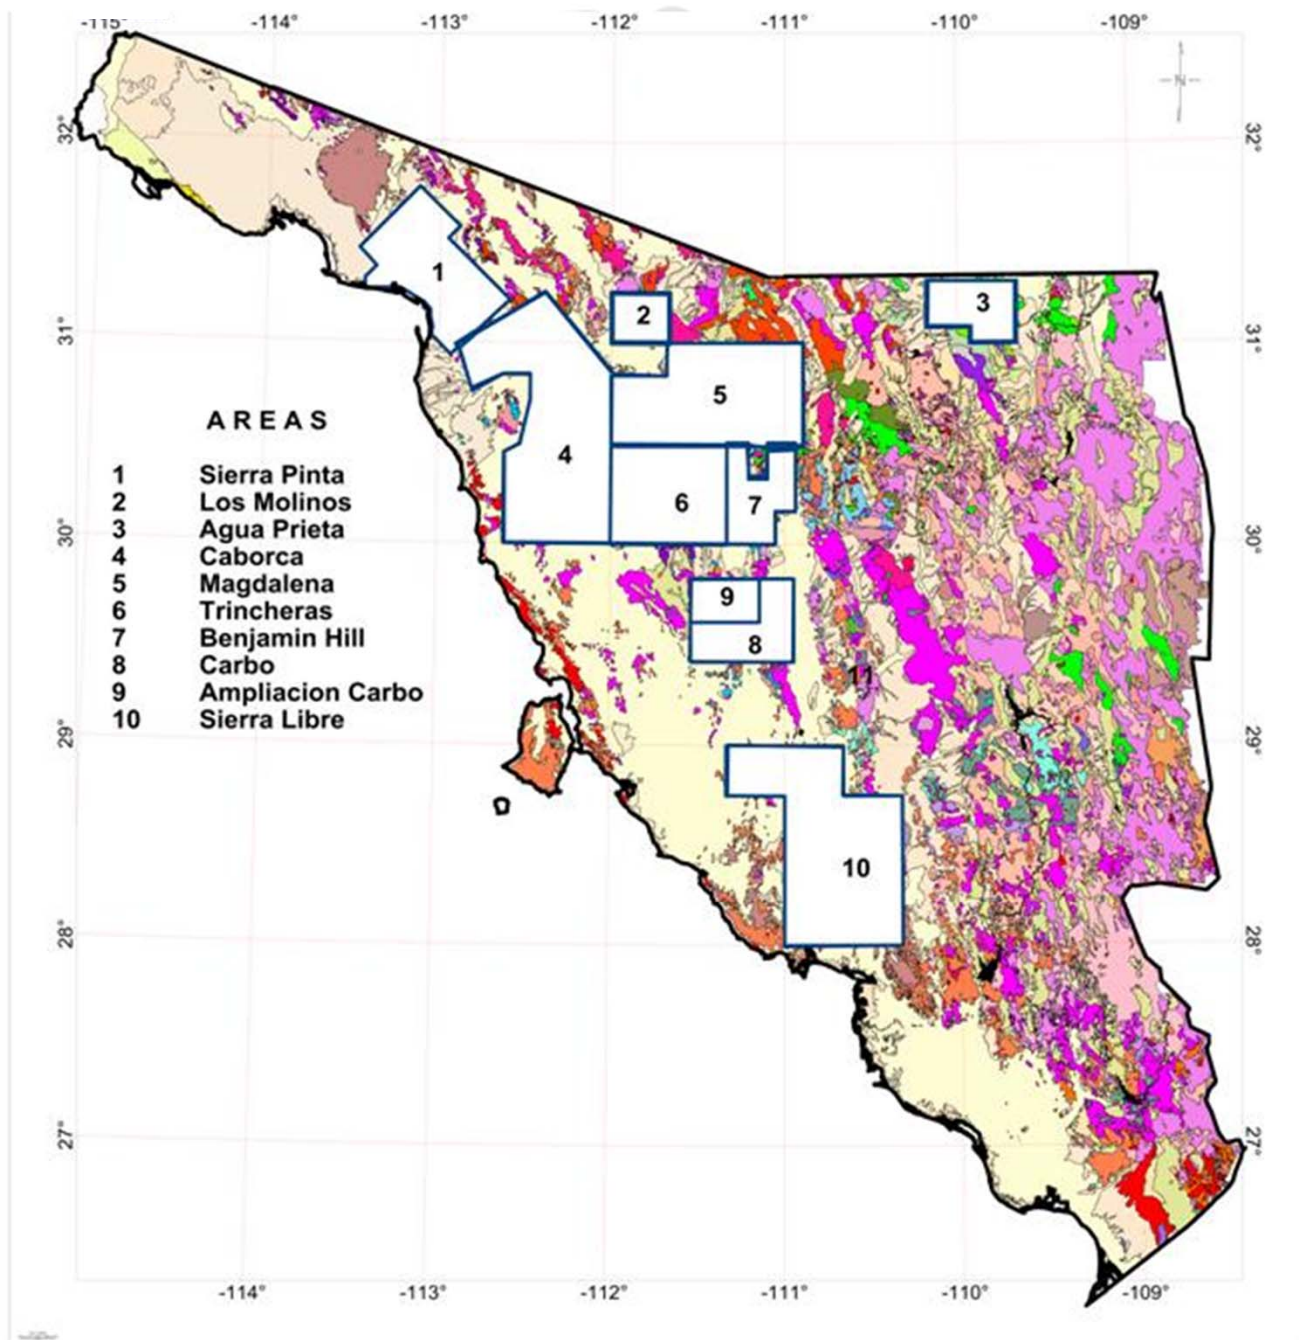 -115° -114° -113° -112° -111° -110° -109°
N
32° 32°
1
3
2
31° 31°
5
A R E A S
4
1 Sierra Pinta
2 Los Molinos
6
7
3 Agua Prieta
30° 30°
4 Caborca
5 Magdalena
9
6 Trincheras
7 Benjamin Hill
8
8 Carbo
11
9 Ampliacion Carbo
10 Sierra Libre
29° 29°
10
28° 28°
27° 27°
-114° -113° -112° -111° -110° -109°